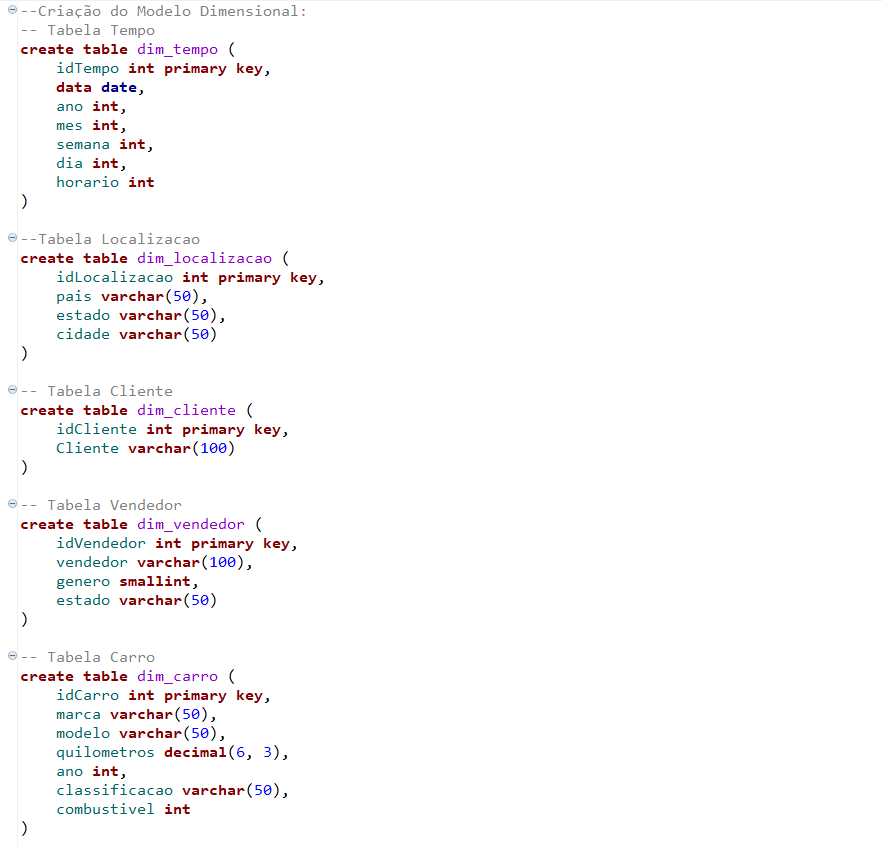 --Criação do Modelo Dimensional:
-- Tabela Tempo
create table dim_tempo (
    idTempo int primary key,
    data date,
    ano int,
    mes int,
    semana int,
    dia int,
    horario int
)

--Tabela Localizacao
create table dim_localizacao (
    idLocalizacao int primary key,
    pais varchar(50),
    estado varchar(50),
    cidade varchar(50)
)

-- Tabela Cliente
create table dim_cliente (
    idCliente int primary key,
    Cliente varchar(100)
)

-- Tabela Vendedor
create table dim_vendedor (
    idVendedor int primary key,
    vendedor varchar(100),
    genero smallint,
    estado varchar(50)
)

-- Tabela Carro
create table dim_carro (
    idCarro int primary key,
    marca varchar(50),
    modelo varchar(50),
    quilometros decimal(6, 3),
    ano int,
    classificacao varchar(50),
    combustivel int
)